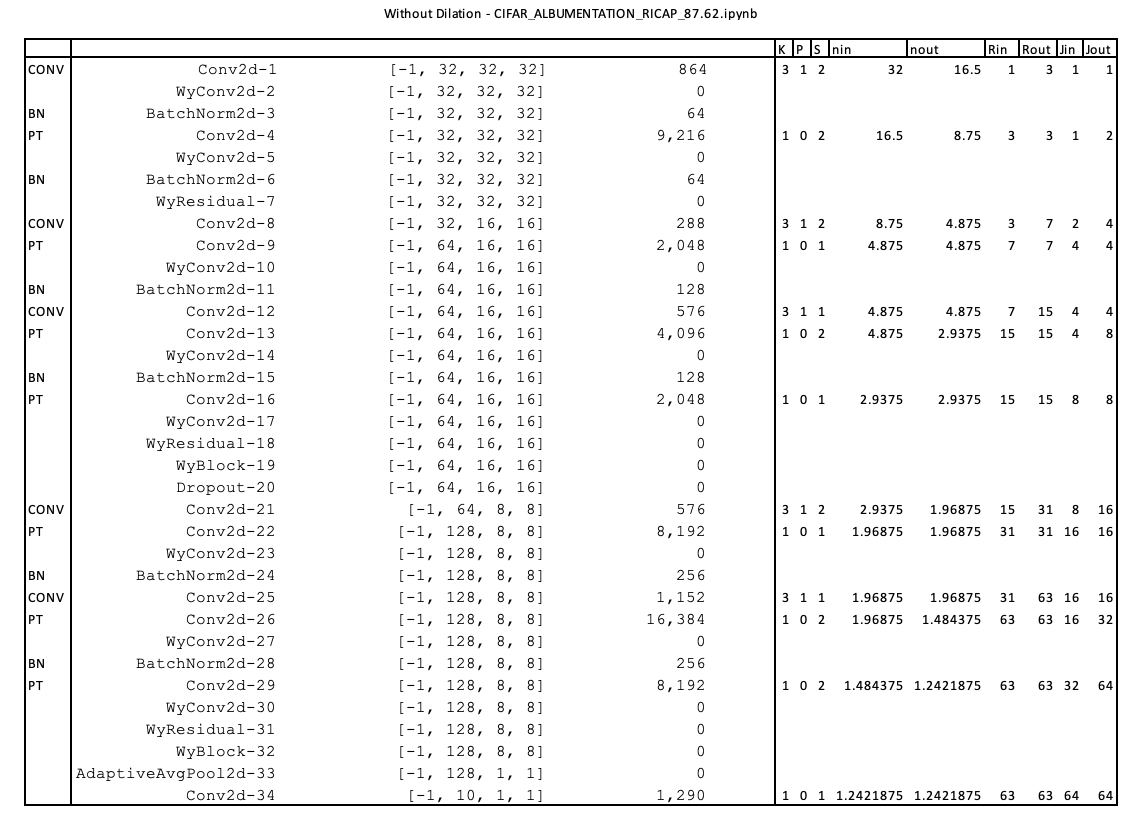 Without Dilation - CIFAR_ALBUMENTATION_RICAP_87.62.ipynb
K P S nin nout Rin Rout Jin Jout
CONV Conv2d-1 [-1, 32, 32, 32] 864 3 1 2 32 16.5 1 3 1 1
WyConv2d-2 [-1, 32, 32, 32] 0
BN BatchNorm2d-3 [-1, 32, 32, 32] 64
PT Conv2d-4 [-1, 32, 32, 32] 9,216 1 0 2 16.5 8.75 3 3 1 2
WyConv2d-5 [-1, 32, 32, 32] 0
BN BatchNorm2d-6 [-1, 32, 32, 32] 64
WyResidual-7 [-1, 32, 32, 32] 0
CONV Conv2d-8 [-1, 32, 16, 16] 288 3 1 2 8.75 4.875 3 7 2 4
PT Conv2d-9 [-1, 64, 16, 16] 2,048 1 0 1 4.875 4.875 7 7 4 4
WyConv2d-10 [-1, 64, 16, 16] 0
BN BatchNorm2d-11 [-1, 64, 16, 16] 128
CONV Conv2d-12 [-1, 64, 16, 16] 576 3 1 1 4.875 4.875 7 15 4 4
PT Conv2d-13 [-1, 64, 16, 16] 4,096 1 0 2 4.875 2.9375 15 15 4 8
WyConv2d-14 [-1, 64, 16, 16] 0
BN BatchNorm2d-15 [-1, 64, 16, 16] 128
PT Conv2d-16 [-1, 64, 16, 16] 2,048 1 0 1 2.9375 2.9375 15 15 8 8
WyConv2d-17 [-1, 64, 16, 16] 0
WyResidual-18 [-1, 64, 16, 16] 0
WyBlock-19 [-1, 64, 16, 16] 0
Dropout-20 [-1, 64, 16, 16] 0
CONV Conv2d-21 [-1, 64, 8, 8] 576 3 1 2 2.9375 1.96875 15 31 8 16
PT Conv2d-22 [-1, 128, 8, 8] 8,192 1 0 1 1.96875 1.96875 31 31 16 16
WyConv2d-23 [-1, 128, 8, 8] 0
BN BatchNorm2d-24 [-1, 128, 8, 8] 256
CONV Conv2d-25 [-1, 128, 8, 8] 1,152 3 1 1 1.96875 1.96875 31 63 16 16
PT Conv2d-26 [-1, 128, 8, 8] 16,384 1 0 2 1.96875 1.484375 63 63 16 32
WyConv2d-27 [-1, 128, 8, 8] 0
BN BatchNorm2d-28 [-1, 128, 8, 8] 256
PT Conv2d-29 [-1, 128, 8, 8] 8,192 1 0 2 1.484375 1.2421875 63 63 32 64
WyConv2d-30 [-1, 128, 8, 8] 0
WyResidual-31 [-1, 128, 8, 8] 0
WyBlock-32 [-1, 128, 8, 8] 0
AdaptiveAvgPool2d-33 [-1, 128, 1, 1] 0
Conv2d-34 [-1, 10, 1, 1] 1,290 1 0 1 1.2421875 1.2421875 63 63 64 64